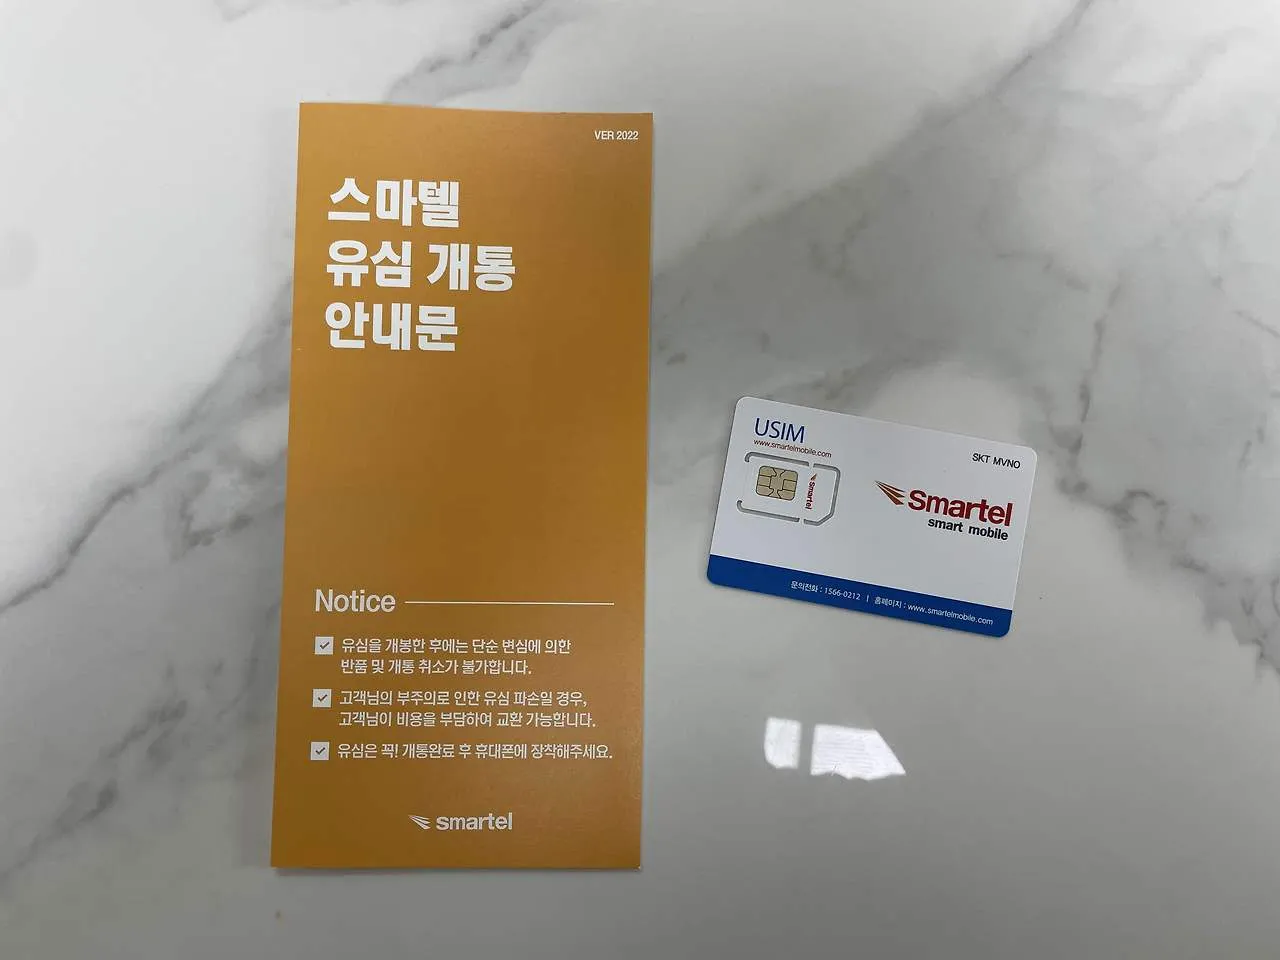 VER 2022
스마텔
유심 개통
안내문
Notice
유심을 개봉한 후에는 단순 변심에 의한
반품 및 개통 취소가 불가합니다.
고객님의 부주의로 인한 유심 파손일 경우,
고객님이 비용을 부담하여 교환 가능합니다.
유심은 꼭! 개통완료 후 휴대폰에 장착해주세요.
smartel
USIM
www.smartelmobile.com
SKT MVNO
Smartel
Smartel
smart mobile
문의전화 : 1566-0212 | 홈페이지 : www.smartelmobile.com